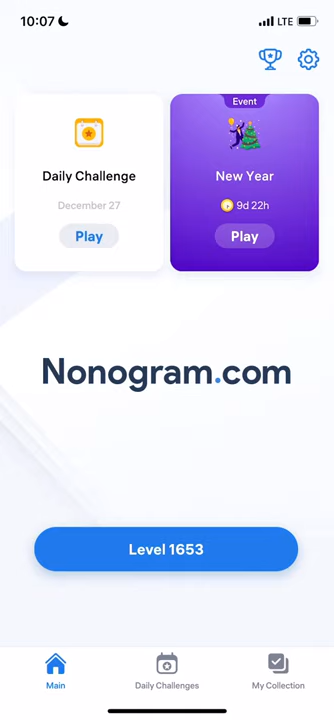 10:07
LTE
Event
Daily Challenge
New Year
December 27
9d 22h
Play
Play
Nonogram.com
Level 1653
Main
Daily Challenges
My Collection